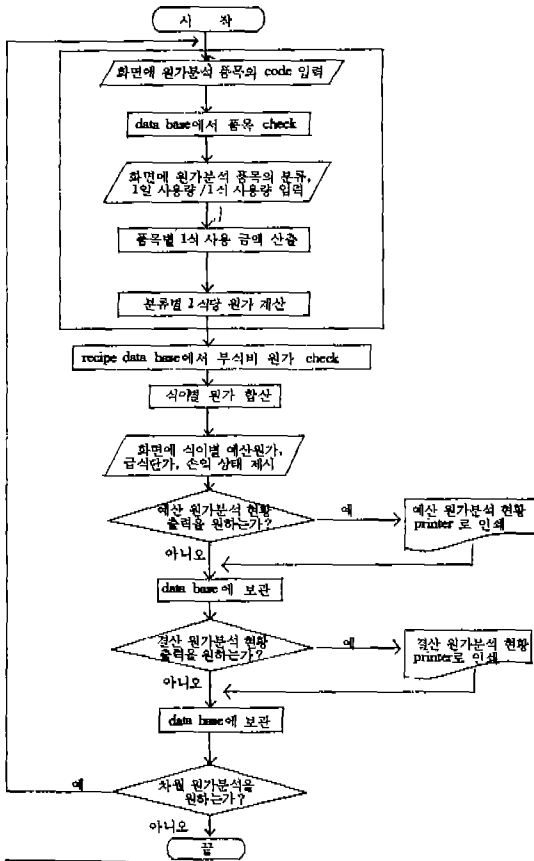 시 작
화면에 원가분석 품목의 code 입력
data base에서 품목 check
화면에 원가분석 품목의 분류,
1일 사용량/1식 사용량 입력
품목별 1식 사용 금액 산출
분류별 1식당 원가 계산
recipe data base에서 부식비 원가 check
식이별 원가 합산
화면에 식이별 예산원가,
급식단가, 손익 상태 제시
예산 원가분석 현황
출력을 원하는가?
예
예산 원가분석 현황
printer 로 인쇄
아니오
data base에 보관
결산 원가분석 현황
출력을 원하는가?
예
결산 원가분석 현황
printer로 인쇄
아니오
data base에 보관
차월 원가분석을
원하는가?
예
아니오
끝